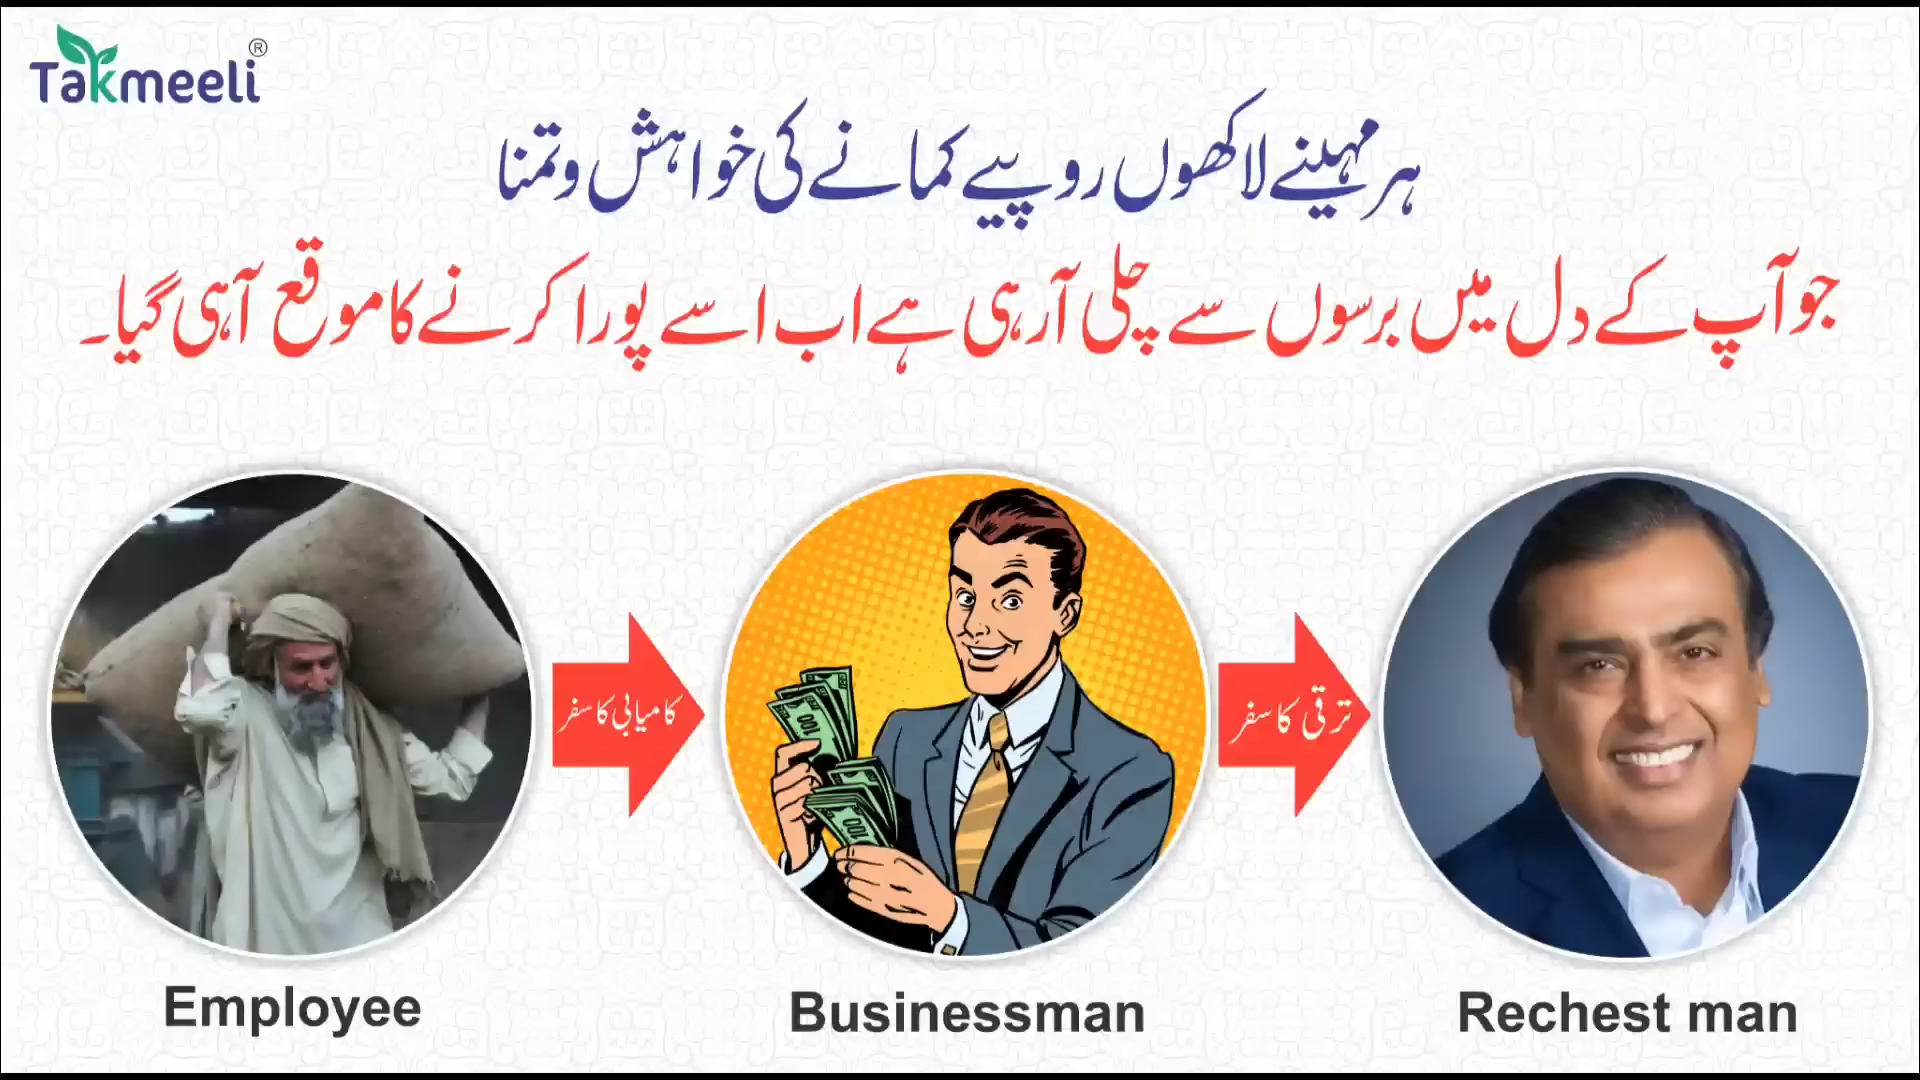 Takmeeli®
ہر مہینے لاکھوں روپیے کمانے کی خواہش و تمنا
جو آپ کے دل میں برسوں سے چلی آرہی ہے اب اسے پورا کرنے کا موقع آہی گیا۔
کامیابی کا سفر
ترقی کا سفر
Employee
Businessman
Rechest man